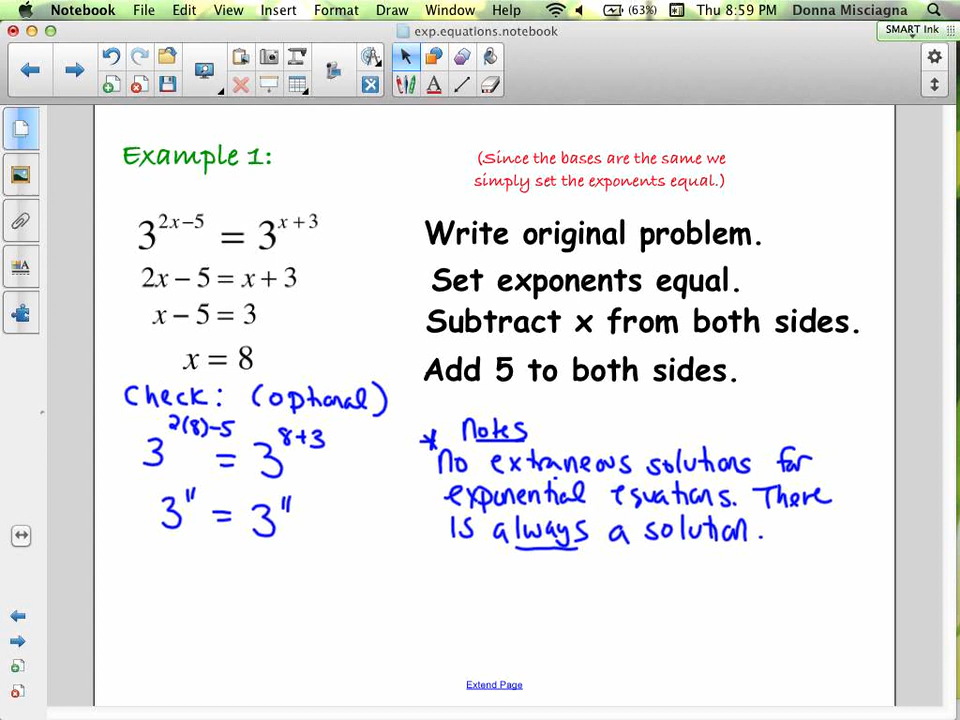 Notebook File Edit View Insert Format Draw Window Help (63%) Thu 8:59 PM Donna Misciagna
exp.equations.notebook
SMART Ink
Example 1:
(Since the bases are the same we
simply set the exponents equal.)
3^{2x−5} = 3^{x+3}
Write original problem.
2x − 5 = x + 3
Set exponents equal.
x − 5 = 3
Subtract x from both sides.
x = 8
Add 5 to both sides.
Check: (optional)
3^{2(8)-5} = 3^{8+3}
3^{11} = 3^{11}
* Notes
No extraneous solutions for
exponential equations. There
is always a solution.
Extend Page